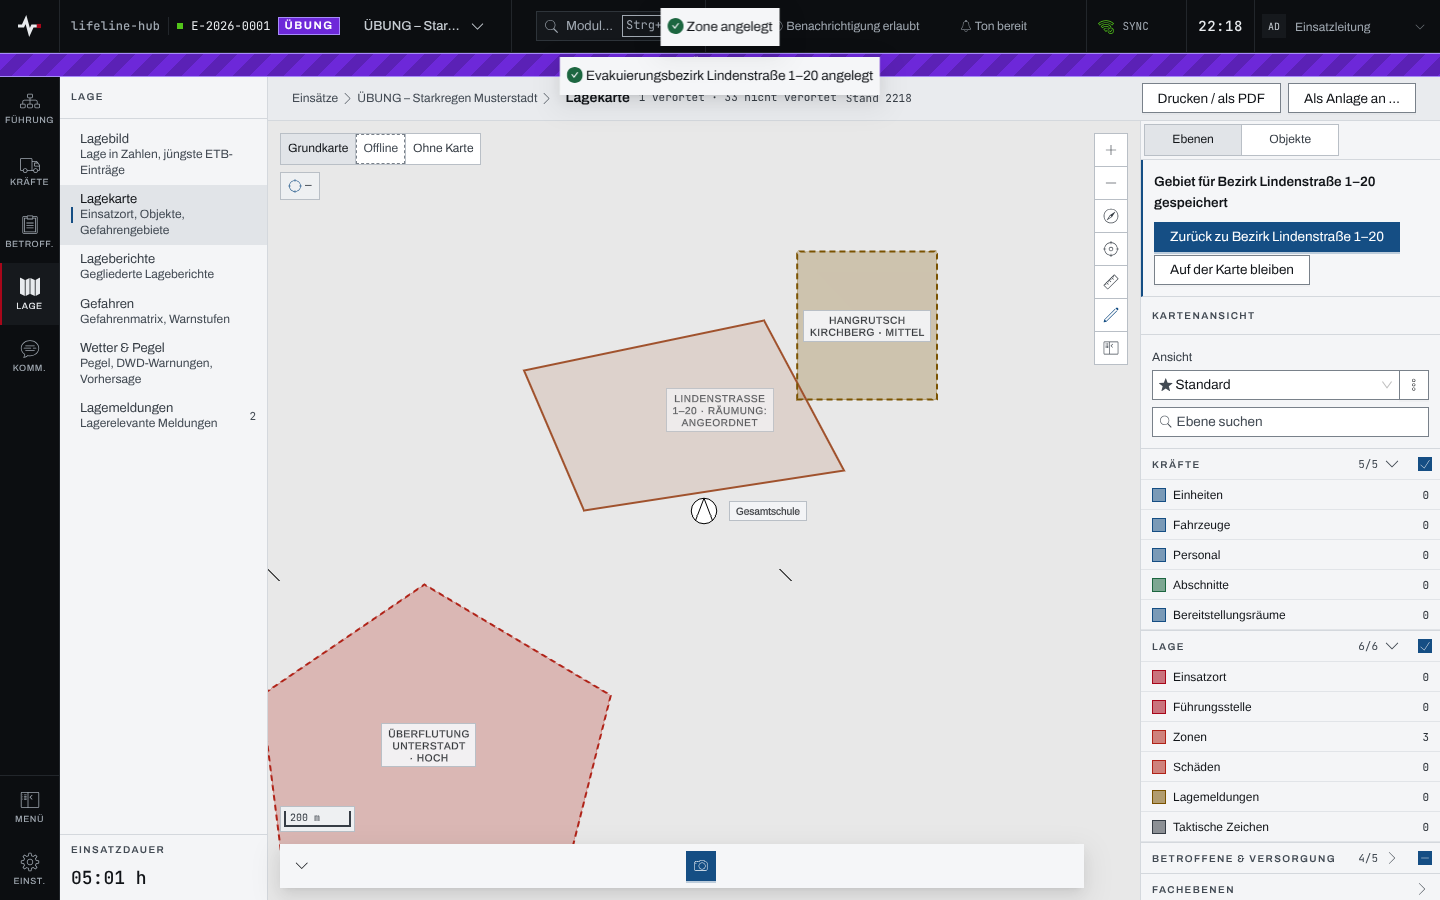 lifeline-hub
E-2026-0001
ÜBUNG
ÜBUNG – Star...
Modul...
Zone angelegt
Benachrichtigung erlaubt
Ton bereit
SYNC
22:18
AD
Einsatzleitung
Evakuierungsbezirk Lindenstraße 1–20 angelegt
FÜHRUNG
KRÄFTE
BETROFF.
LAGE
KOMM.
MENÜ
EINST.
LAGE
Lagebild
Lage in Zahlen, jüngste ETB-
Einträge
Lagekarte
Einsatzort, Objekte,
Gefahrengebiete
Lageberichte
Gegliederte Lageberichte
Gefahren
Gefahrenmatrix, Warnstufen
Wetter & Pegel
Pegel, DWD-Warnungen,
Vorhersage
Lagemeldungen
Lagerelevante Meldungen
2
EINSATZDAUER
05:01 h
Einsätze
ÜBUNG – Starkregen Musterstadt
Lagekarte
1 verortet · 33 nicht verortet
Stand 2218
Drucken / als PDF
Als Anlage an ...
Grundkarte
Offline
Ohne Karte
–
HANGRUTSCH
KIRCHBERG · MITTEL
LINDENSTRASSE
1–20 · RÄUMUNG:
ANGEORDNET
Gesamtschule
ÜBERFLUTUNG
UNTERSTADT
· HOCH
200 m
Ebenen
Objekte
Gebiet für Bezirk Lindenstraße 1–20
gespeichert
Zurück zu Bezirk Lindenstraße 1–20
Auf der Karte bleiben
KARTENANSICHT
Ansicht
Standard
Ebene suchen
KRÄFTE 5/5
Einheiten 0
Fahrzeuge 0
Personal 0
Abschnitte 0
Bereitstellungsräume 0
LAGE 6/6
Einsatzort 0
Führungsstelle 0
Zonen 3
Schäden 0
Lagemeldungen 0
Taktische Zeichen 0
BETROFFENE & VERSORGUNG 4/5
FACHEBENEN